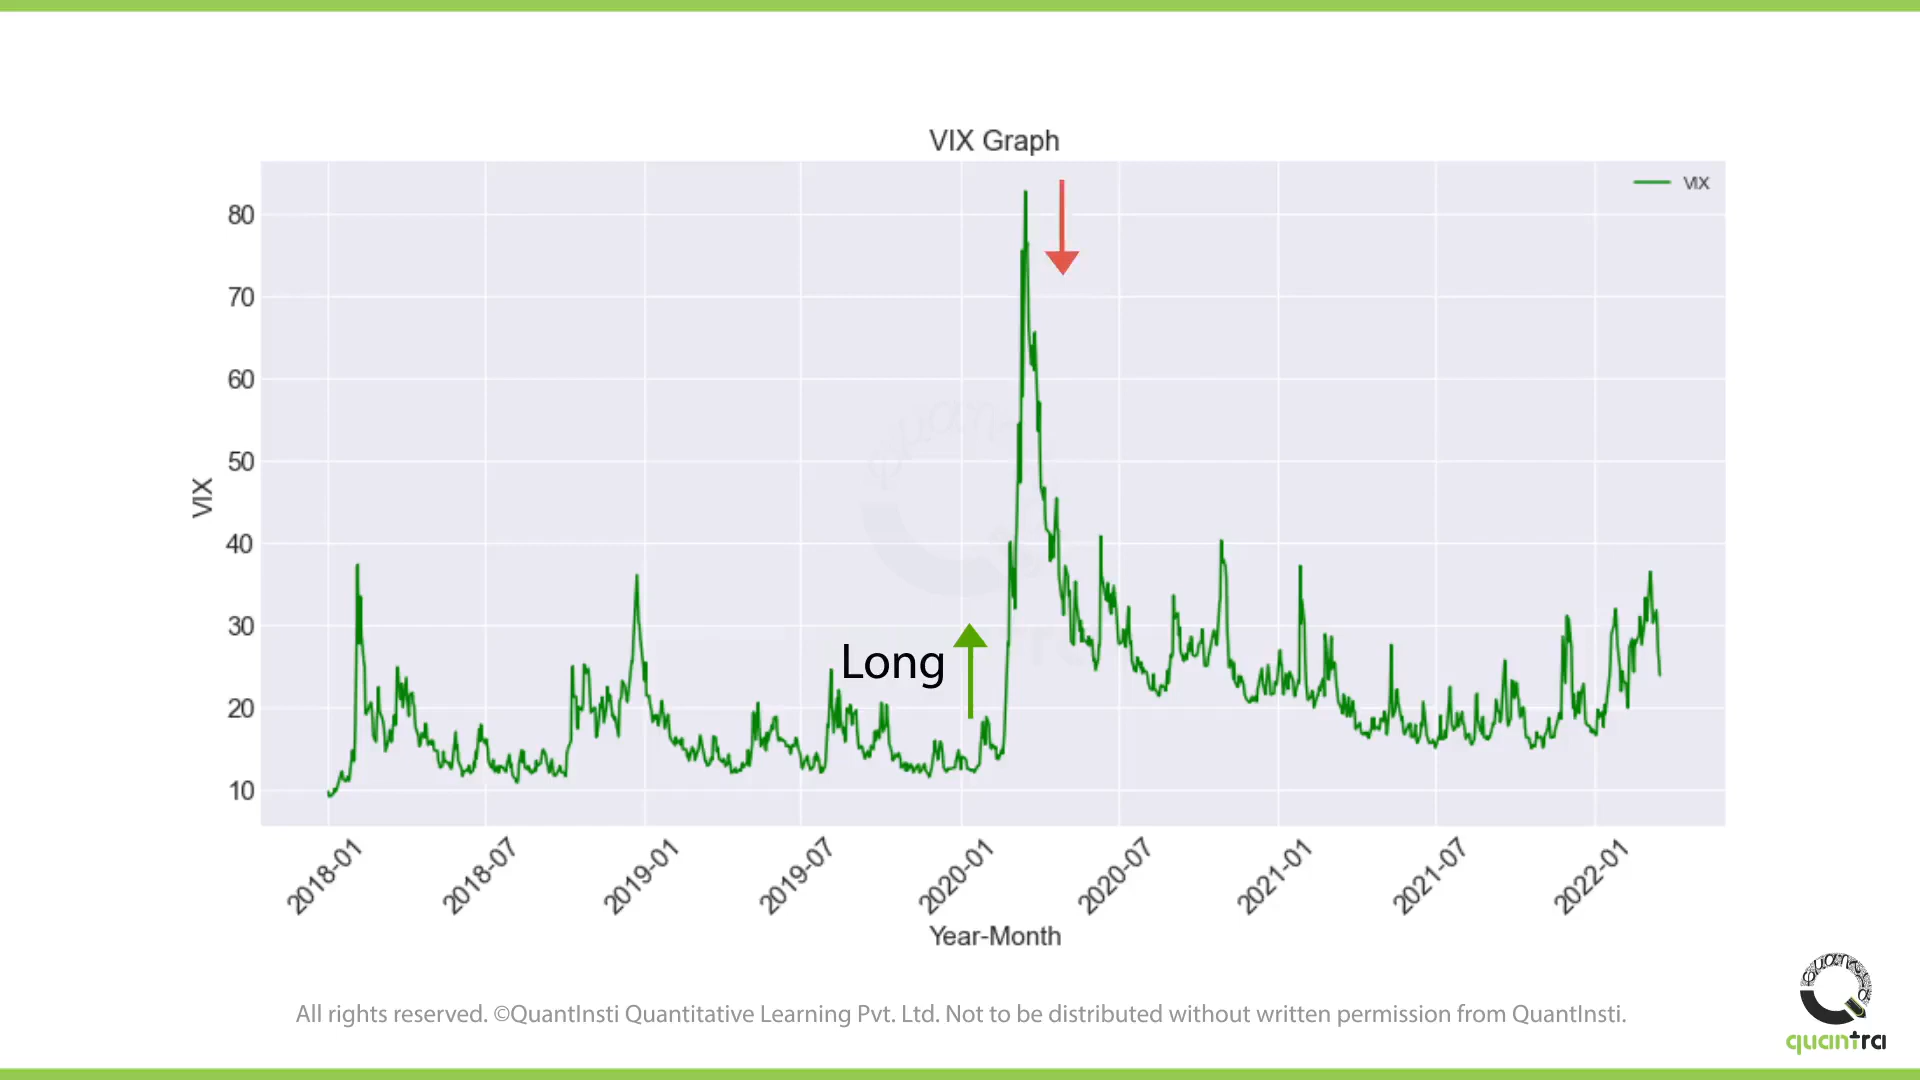 VIX Graph
VIX
80
70
60
50
40
30
20
10
VIX
Long
2018-01
2018-07
2019-01
2019-07
2020-01
2020-07
2021-01
2021-07
2022-01
Year-Month
All rights reserved. ©QuantInsti Quantitative Learning Pvt. Ltd. Not to be distributed without written permission from QuantInsti.
quantra